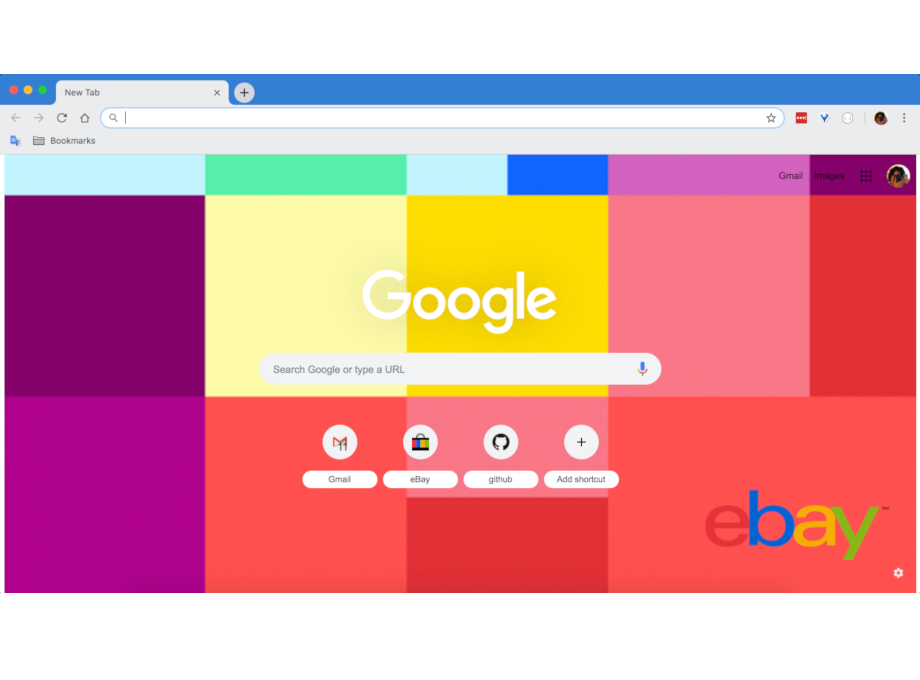 New Tab
Bookmarks
Gmail Images
Google
Search Google or type a URL
Gmail eBay github Add shortcut
ebay